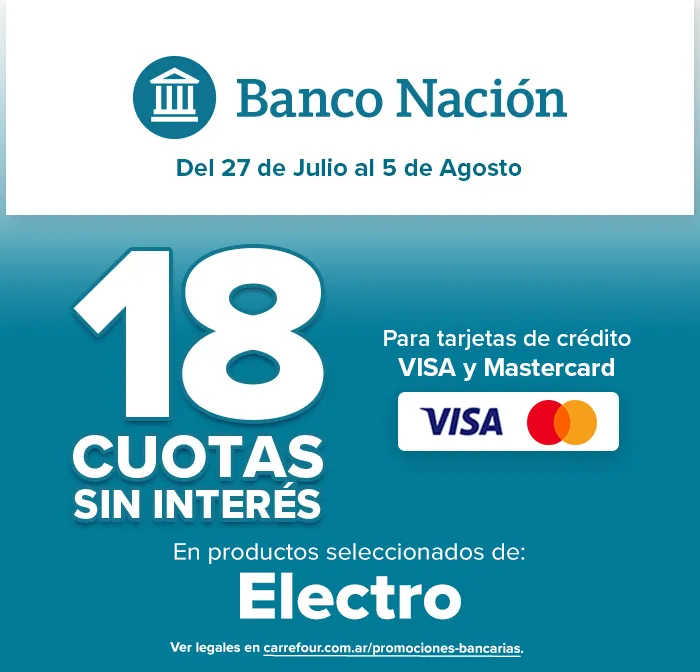 Banco Nación
Del 27 de Julio al 5 de Agosto
18
CUOTAS
SIN INTERÉS
Para tarjetas de crédito
VISA y Mastercard
VISA
En productos seleccionados de:
Electro
Ver legales en carrefour.com.ar/promociones-bancarias.